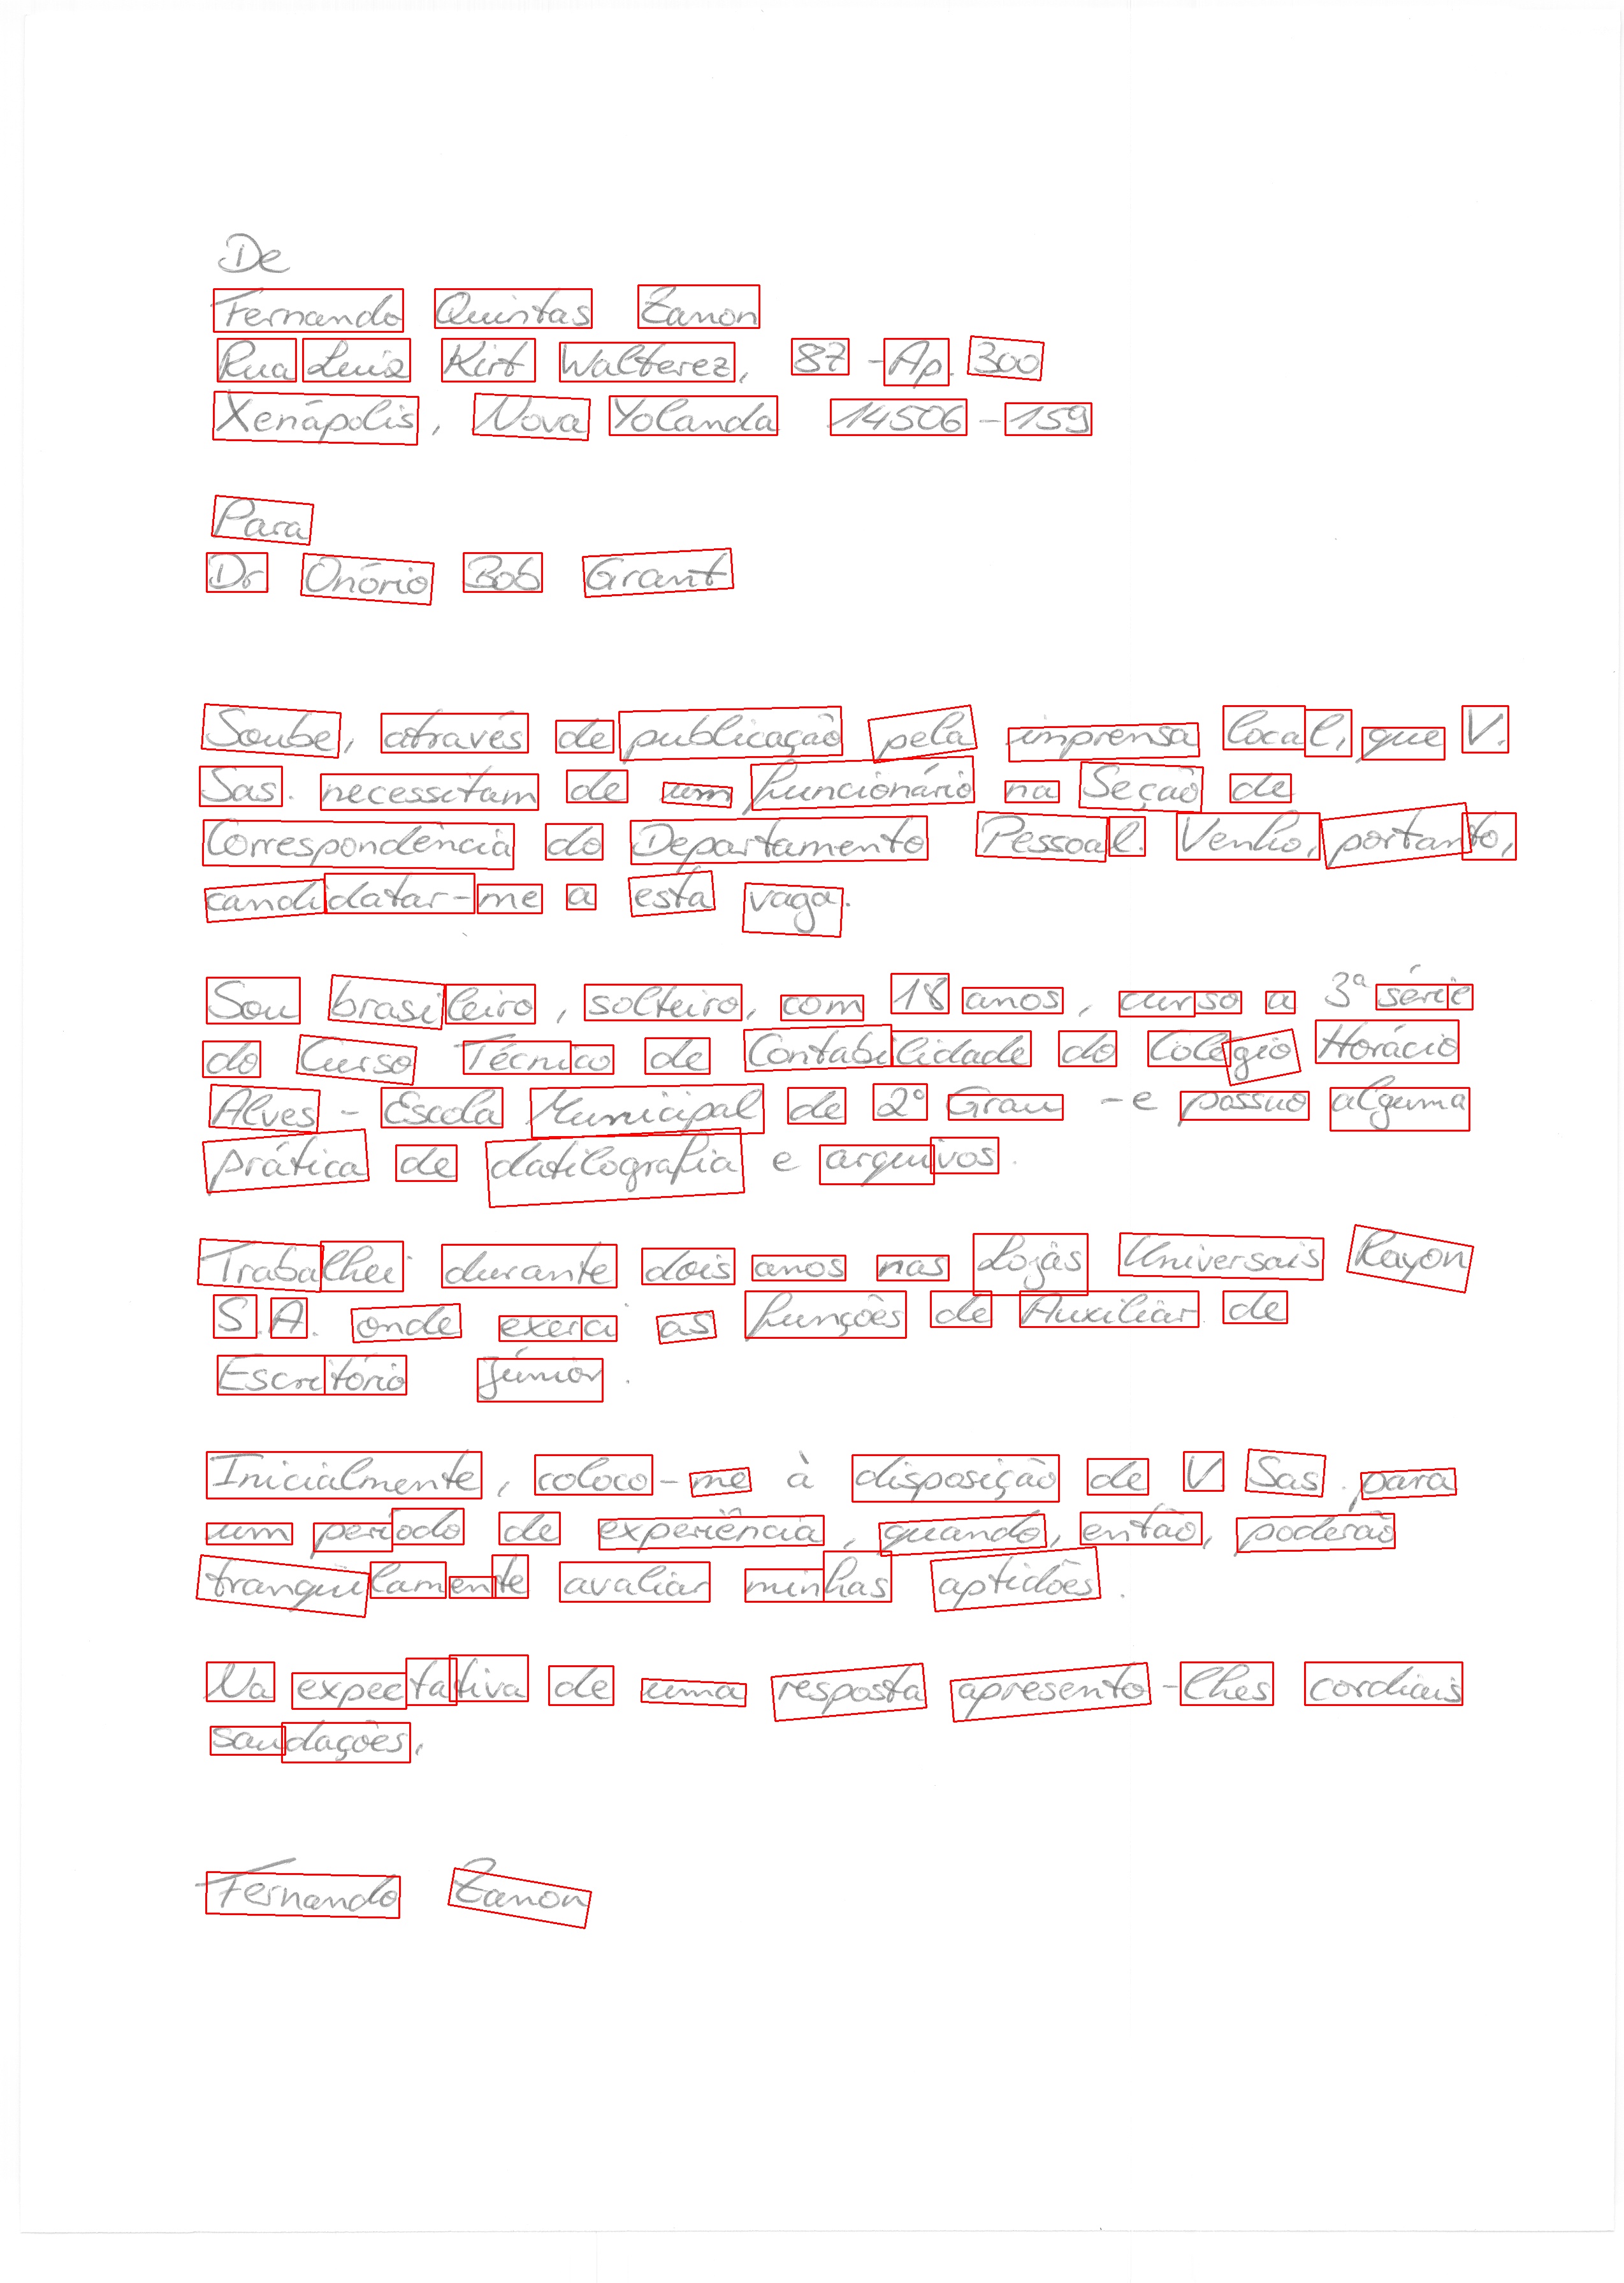 De
Fernando Quintas Zanon
Rua Luiz Kirt Walterez, 87 - Ap. 300
Xenápolis, Nova Yolanda 14506-159
Para
Dr Onório Bob Grant
Soube, através de publicação pela imprensa local, que V.
Sas. necessitam de um funcionário na Seção de
Correspondência do Departamento Pessoal. Venho, portanto,
candidatar-me a esta vaga.
Sou brasileiro, solteiro, com 18 anos, curso a 3ª série
do Curso Técnico de Contabilidade do Colégio Horácio
Alves - Escola Municipal de 2º Grau - e possuo alguma
prática de datilografia e arquivos.
Trabalhei durante dois anos nas Lojas Universais Rayon
S.A. onde exerci as funções de Auxiliar de
Escritório Júnior.
Inicialmente, coloco-me à disposição de V Sas. para
um período de experiência, quando, então, poderão
tranquilamente avaliar minhas aptidões.
Na expectativa de uma resposta apresento-lhes cordiais
saudações.
Fernando Zanon